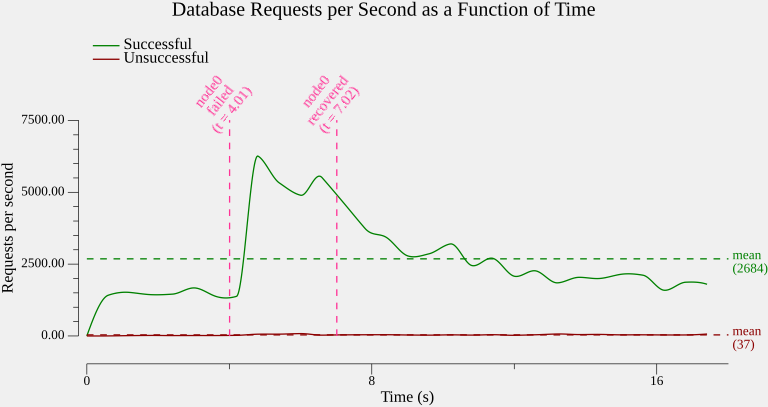 Database Requests per Second as a Function of Time
Successful
Unsuccessful
node0
failed
(t = 4.01)
node0
recovered
(t = 7.02)
7500.00
5000.00
2500.00
0.00
Requests per second
mean
(2684)
mean
(37)
0
8
16
Time (s)